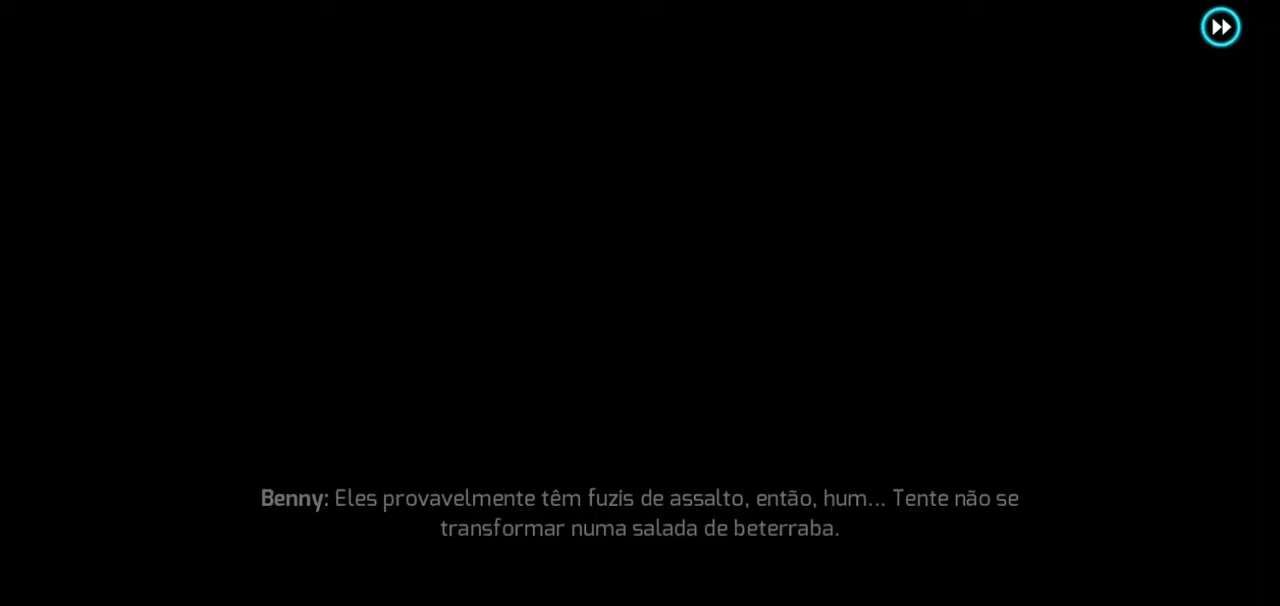 Benny: Eles provavelmente têm fuzis de assalto, então, hum... Tente não se
transformar numa salada de beterraba.